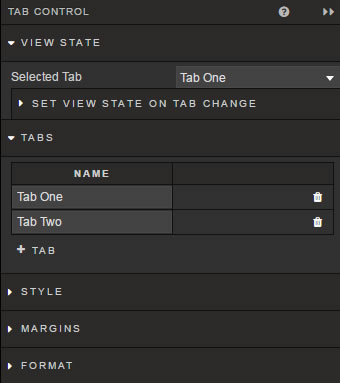 TAB CONTROL
VIEW STATE
Selected Tab Tab One
SET VIEW STATE ON TAB CHANGE
TABS
NAME
Tab One
Tab Two
+ TAB
STYLE
MARGINS
FORMAT